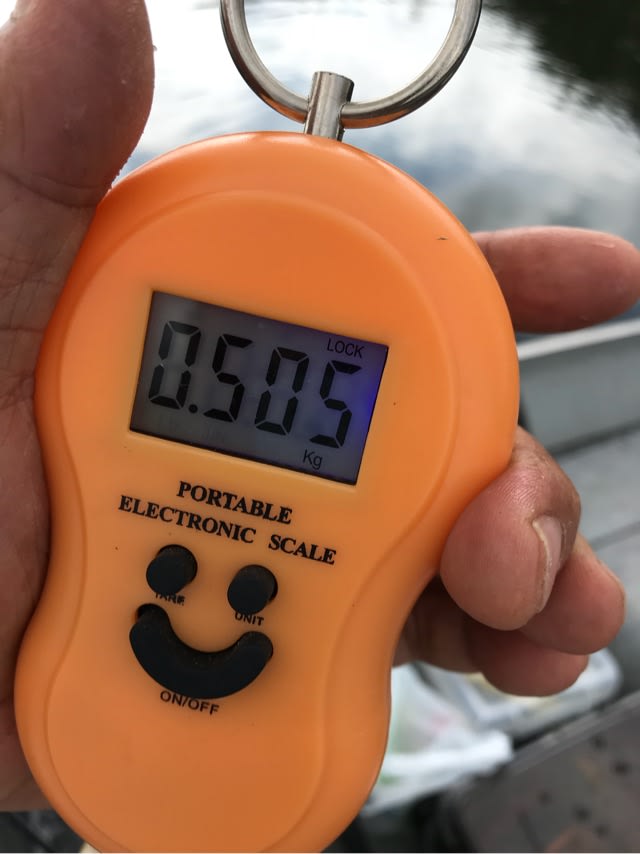 LOCK
0.505
Kg
PORTABLE
ELECTRONIC SCALE
TARE
UNIT
ON/OFF